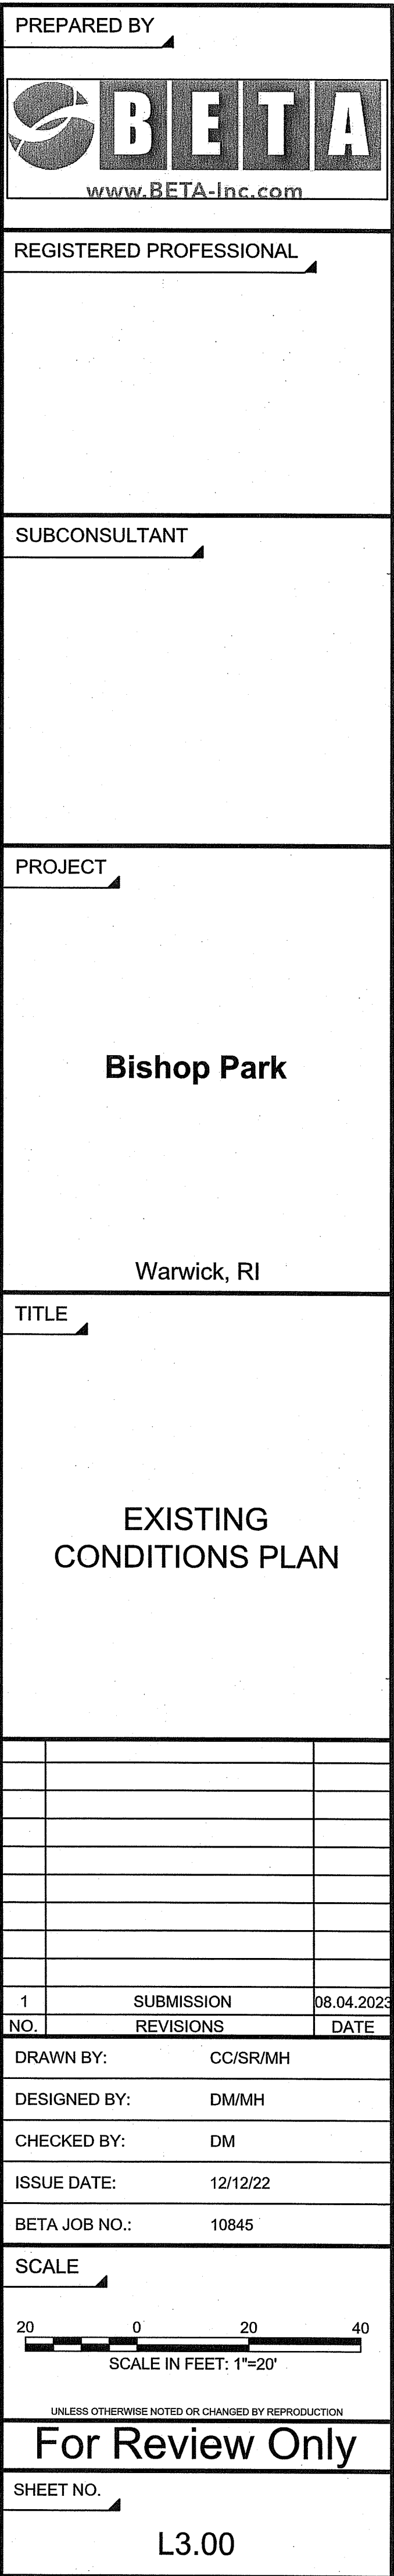 PREPARED BY
BETA
www.BETA-Inc.com
REGISTERED PROFESSIONAL
SUBCONSULTANT
PROJECT
Bishop Park
Warwick, RI
TITLE
EXISTING
CONDITIONS PLAN
1 SUBMISSION 08.04.2023
NO. REVISIONS DATE
DRAWN BY: CC/SR/MH
DESIGNED BY: DM/MH
CHECKED BY: DM
ISSUE DATE: 12/12/22
BETA JOB NO.: 10845
SCALE
20 0 20 40
SCALE IN FEET: 1"=20'
UNLESS OTHERWISE NOTED OR CHANGED BY REPRODUCTION
For Review Only
SHEET NO.
L3.00